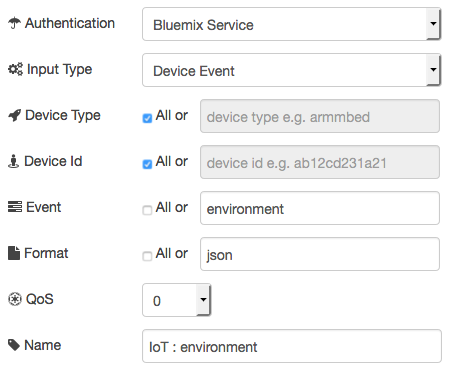 Authentication Bluemix Service
Input Type Device Event
Device Type All or device type e.g. armmbed
Device Id All or device id e.g. ab12cd231a21
Event All or environment
Format All or json
QoS 0
Name IoT : environment